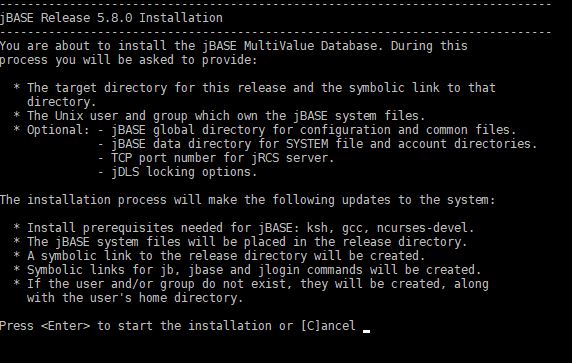 --------------------------------------------------------------------------------
jBASE Release 5.8.0 Installation
--------------------------------------------------------------------------------
You are about to install the jBASE MultiValue Database. During this
process you will be asked to provide:
* The target directory for this release and the symbolic link to that
directory.
* The Unix user and group which own the jBASE system files.
* Optional: - jBASE global directory for configuration and common files.
- jBASE data directory for SYSTEM file and account directories.
- TCP port number for jRCS server.
- jDLS locking options.
The installation process will make the following updates to the system:
* Install prerequisites needed for jBASE: ksh, gcc, ncurses-devel.
* The jBASE system files will be placed in the release directory.
* A symbolic link to the release directory will be created.
* Symbolic links for jb, jbase and jlogin commands will be created.
* If the user and/or group do not exist, they will be created, along
with the user's home directory.
Press <Enter> to start the installation or [C]ancel